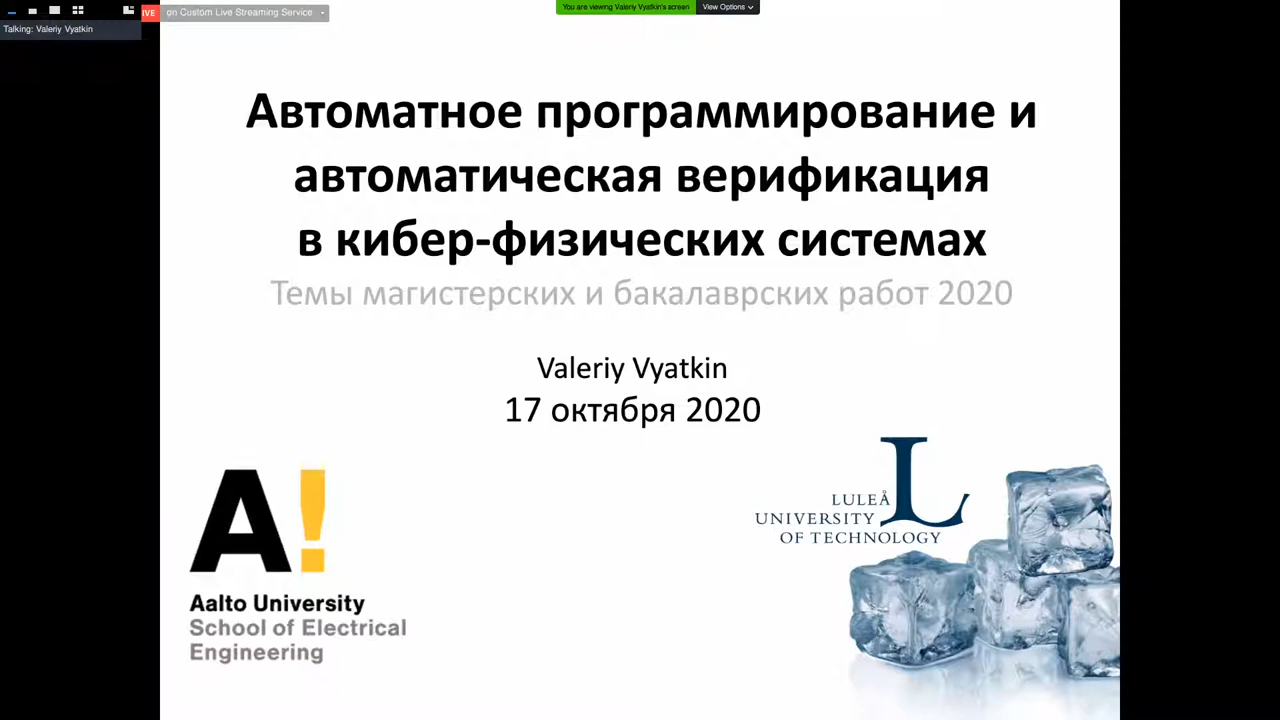 LIVE on Custom Live Streaming Service
You are viewing Valeriy Vyatkin's screen View Options
Talking: Valeriy Vyatkin
Автоматное программирование и
автоматическая верификация
в кибер-физических системах
Темы магистерских и бакалаврских работ 2020
Valeriy Vyatkin
17 октября 2020
A!
Aalto University
School of Electrical
Engineering
L
LULEÅ
UNIVERSITY
OF TECHNOLOGY